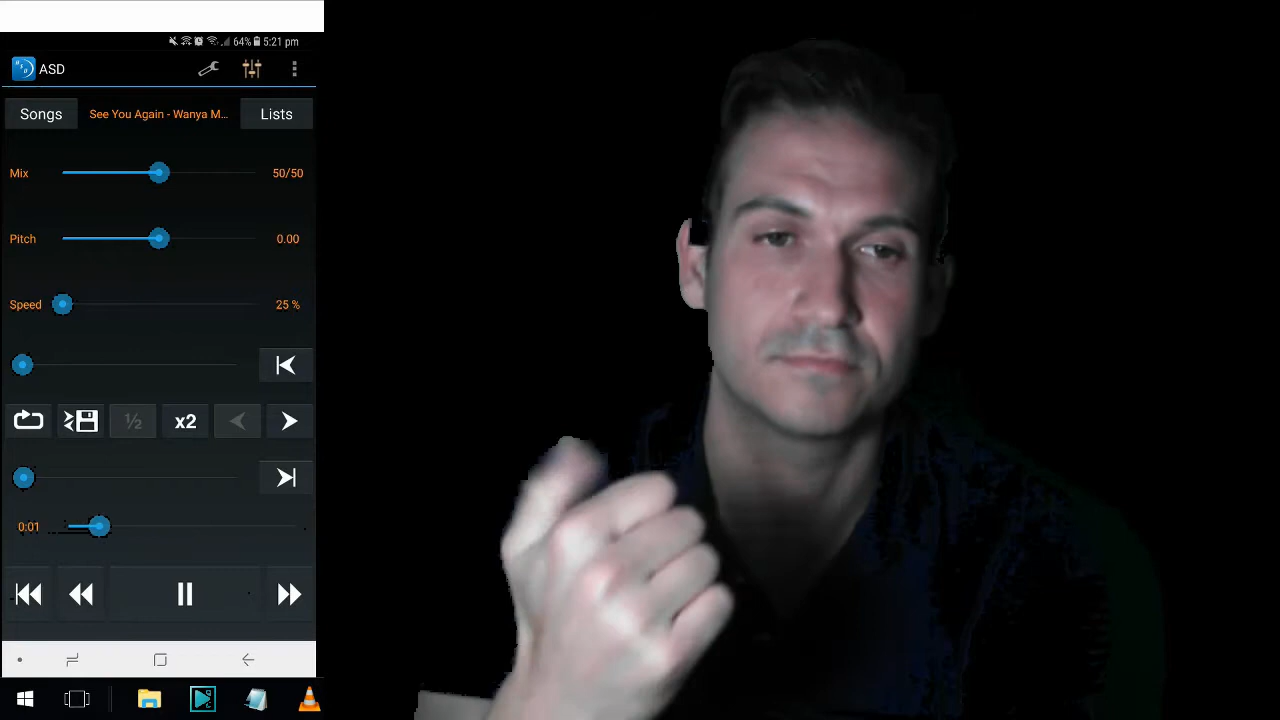 64% 5:21 pm
ASD
Songs See You Again - Wanya M... Lists
Mix 50/50
Pitch 0.00
Speed 25 %
½ x2
0:01